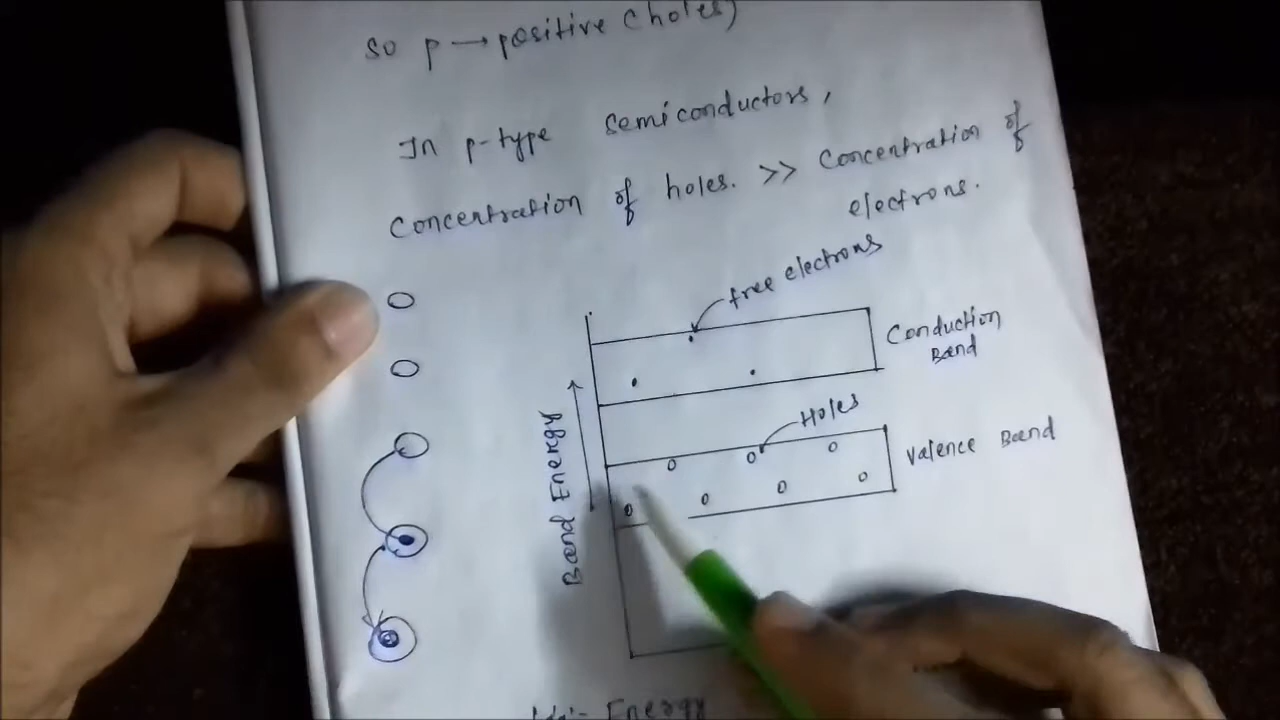 So p → positive (holes)
In p-type semiconductors,
Concentration of holes. >> Concentration of
electrons.
free electrons
Conduction
Band
Holes
Valence Band
Band Energy
Energy